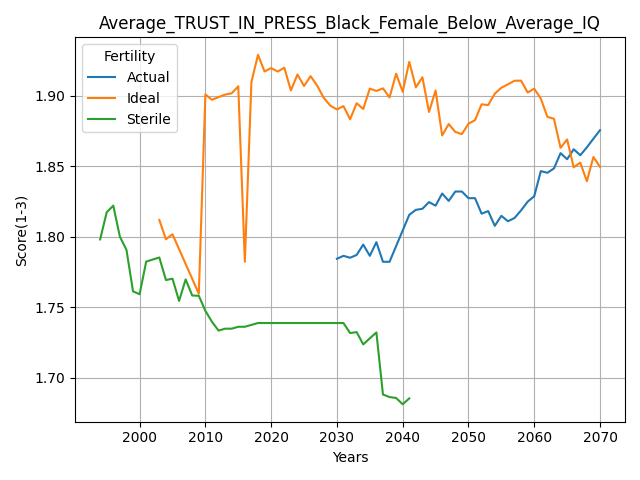 Average_TRUST_IN_PRESS_Black_Female_Below_Average_IQ
Fertility
Actual
Ideal
Sterile
Score(1-3)
1.90
1.85
1.80
1.75
1.70
2000 2010 2020 2030 2040 2050 2060 2070
Years